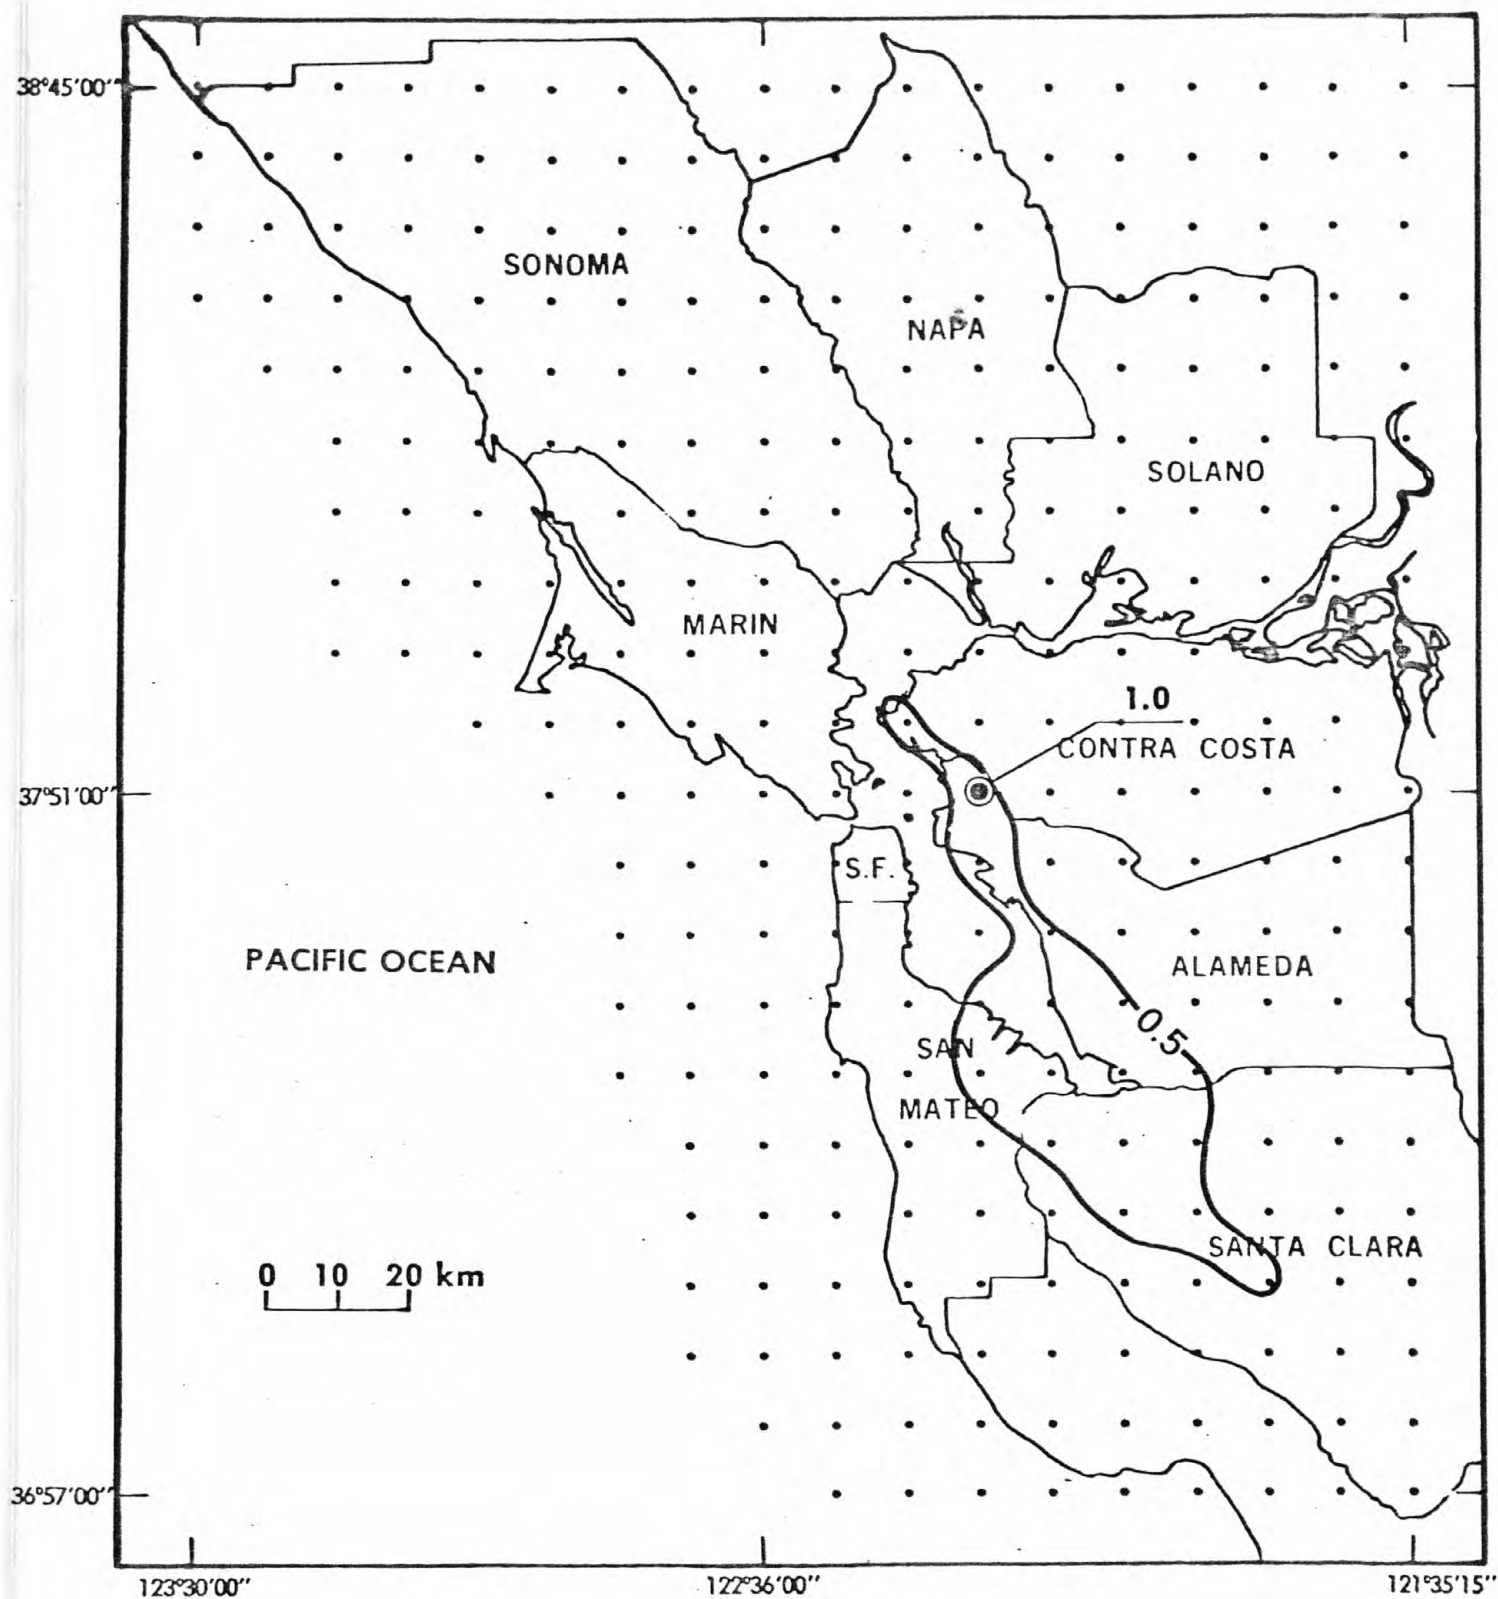 38°45'00"
SONOMA
NAPA
SOLANO
MARIN
1.0
CONTRA COSTA
37°51'00"
S.F.
PACIFIC OCEAN
ALAMEDA
0.5
SAN
MATEO
SANTA CLARA
0 10 20 km
36°57'00"
123°30'00"
122°36'00"
121°35'15"